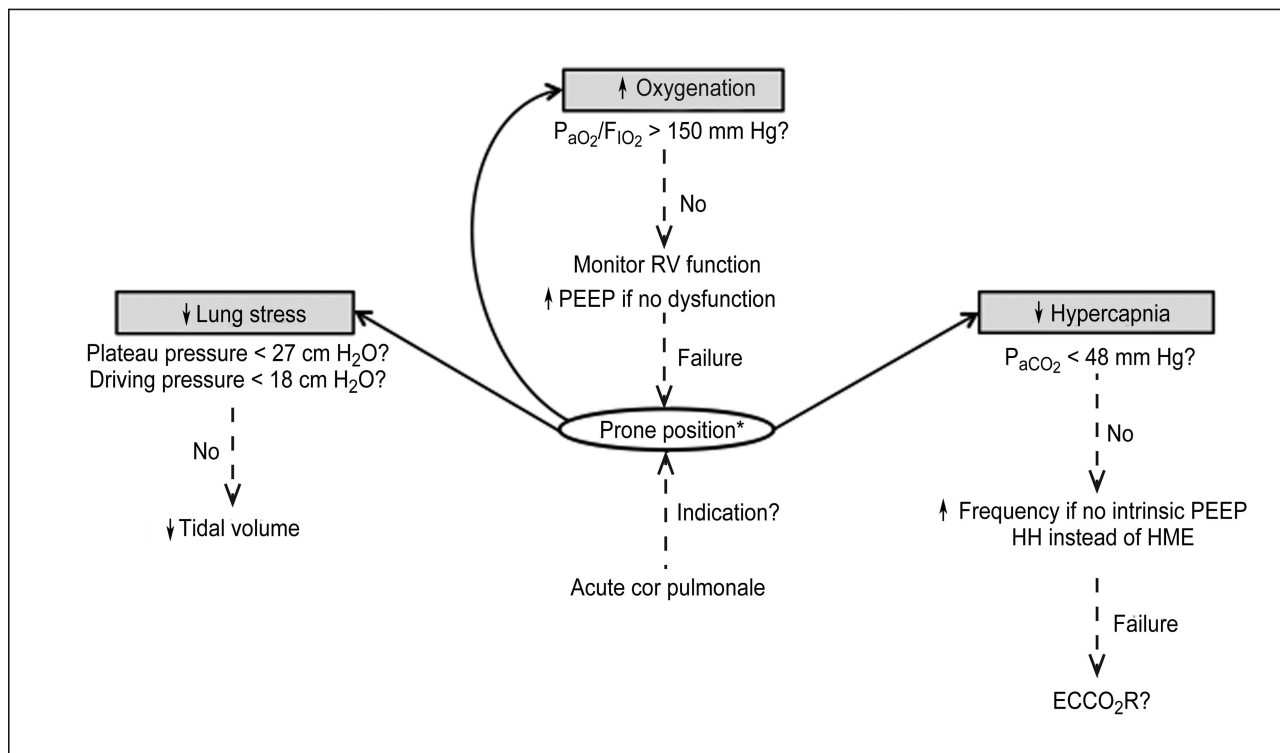 ↑ Oxygenation
PaO2/FIO2 > 150 mm Hg?
No
Monitor RV function
↑ PEEP if no dysfunction
Failure
↓ Lung stress
Plateau pressure < 27 cm H2O?
Driving pressure < 18 cm H2O?
No
↓ Tidal volume
Prone position*
Indication?
Acute cor pulmonale
↓ Hypercapnia
PaCO2 < 48 mm Hg?
No
↑ Frequency if no intrinsic PEEP
HH instead of HME
Failure
ECCO2R?